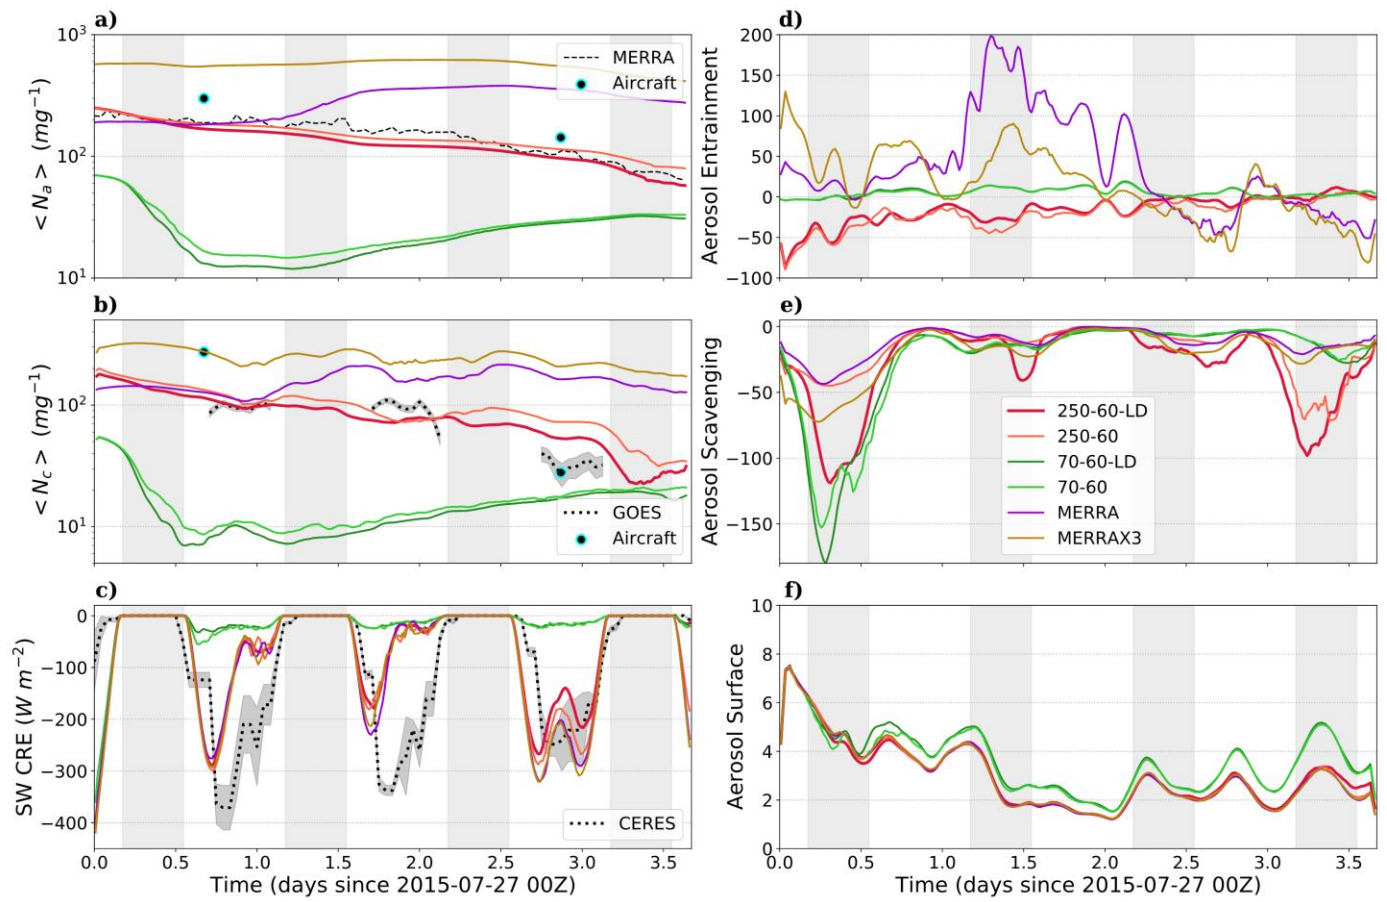 a)
10³
10²
10¹
< Nₐ > (mg⁻¹)
MERRA
Aircraft
b)
10²
10¹
< N_c > (mg⁻¹)
GOES
Aircraft
c)
0
−100
−200
−300
−400
SW CRE (W m⁻²)
CERES
0.0 0.5 1.0 1.5 2.0 2.5 3.0 3.5
Time (days since 2015-07-27 00Z)
d)
200
150
100
50
0
−50
−100
Aerosol Entrainment
e)
0
−50
−100
−150
Aerosol Scavenging
250-60-LD
250-60
70-60-LD
70-60
MERRA
MERRAX3
f)
10
8
6
4
2
0
Aerosol Surface
0.0 0.5 1.0 1.5 2.0 2.5 3.0 3.5
Time (days since 2015-07-27 00Z)